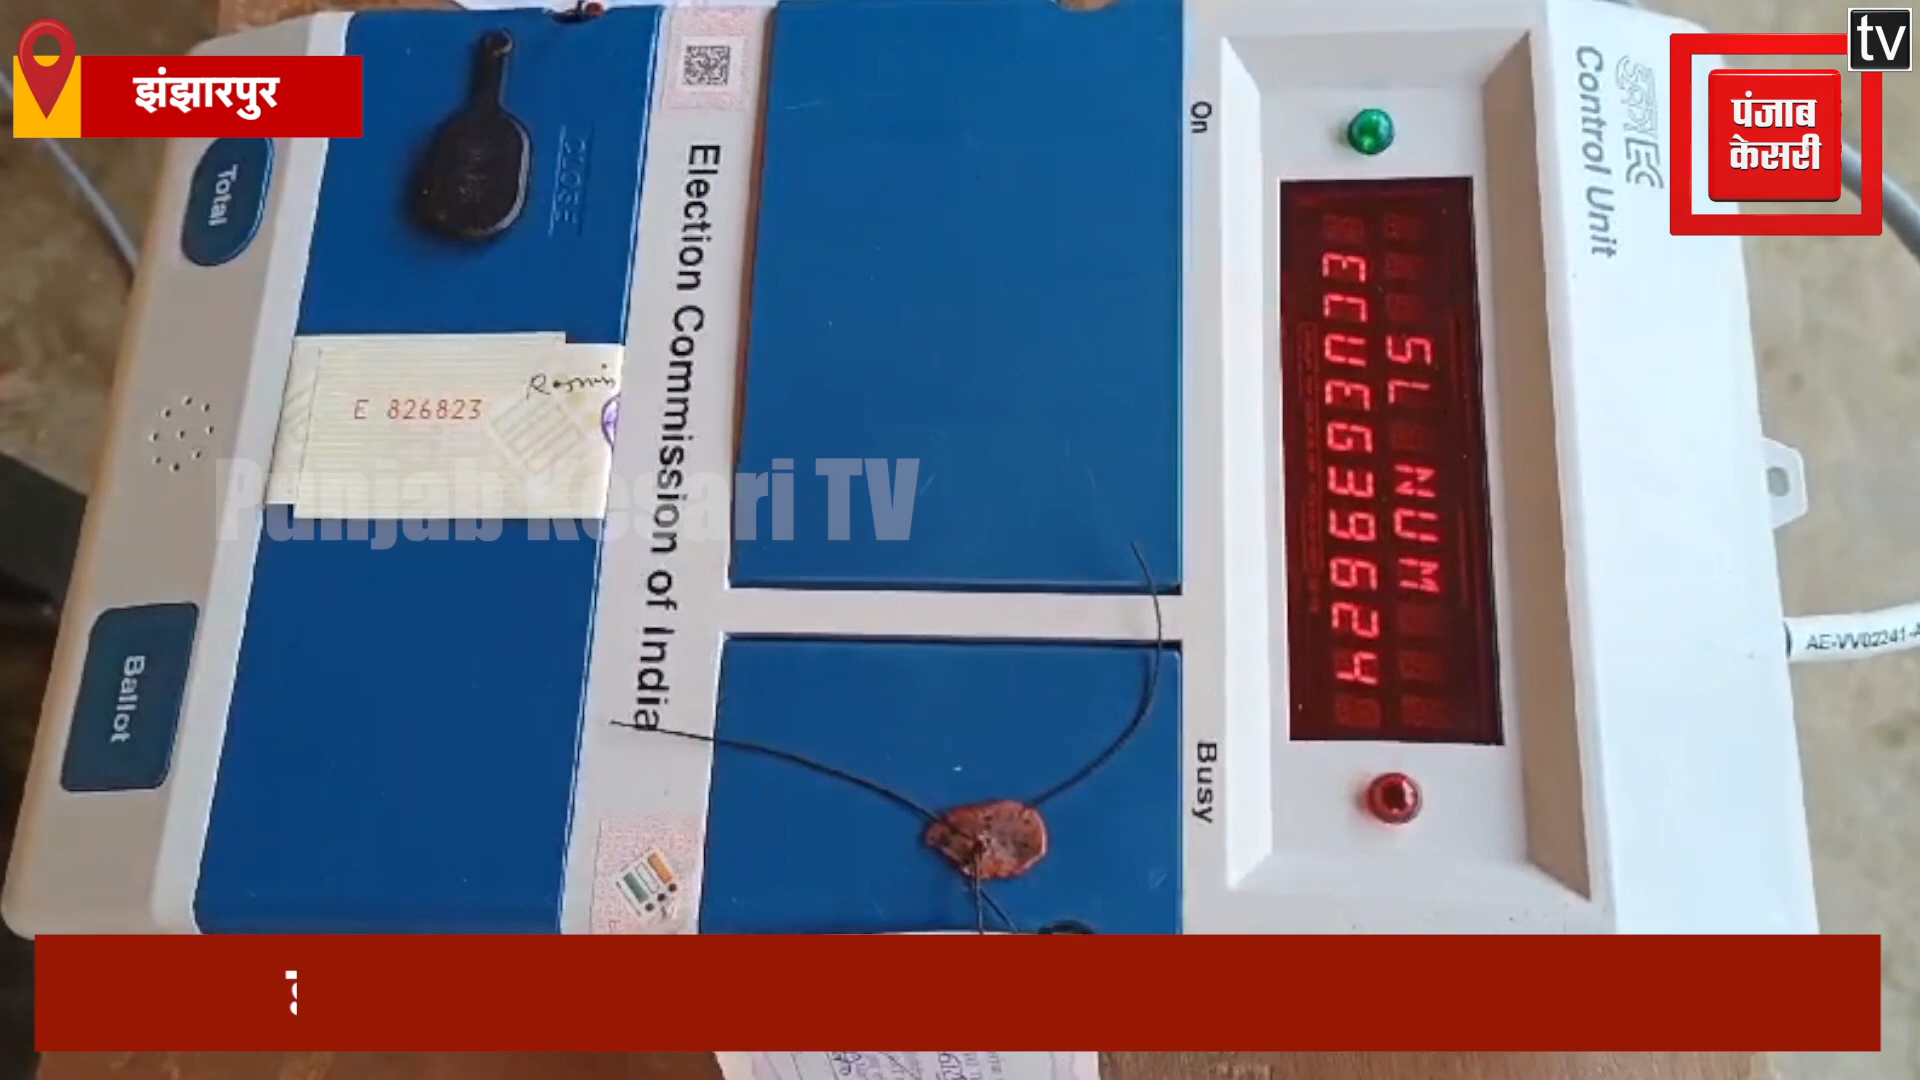 झंझारपुर
tv
पंजाब
केसरी
Total
Ballot
CLOSE
E 826823
Election Commission of India
Punjab Kesari TV
On
Busy
SL NUM
ECUEG39624
Control Unit